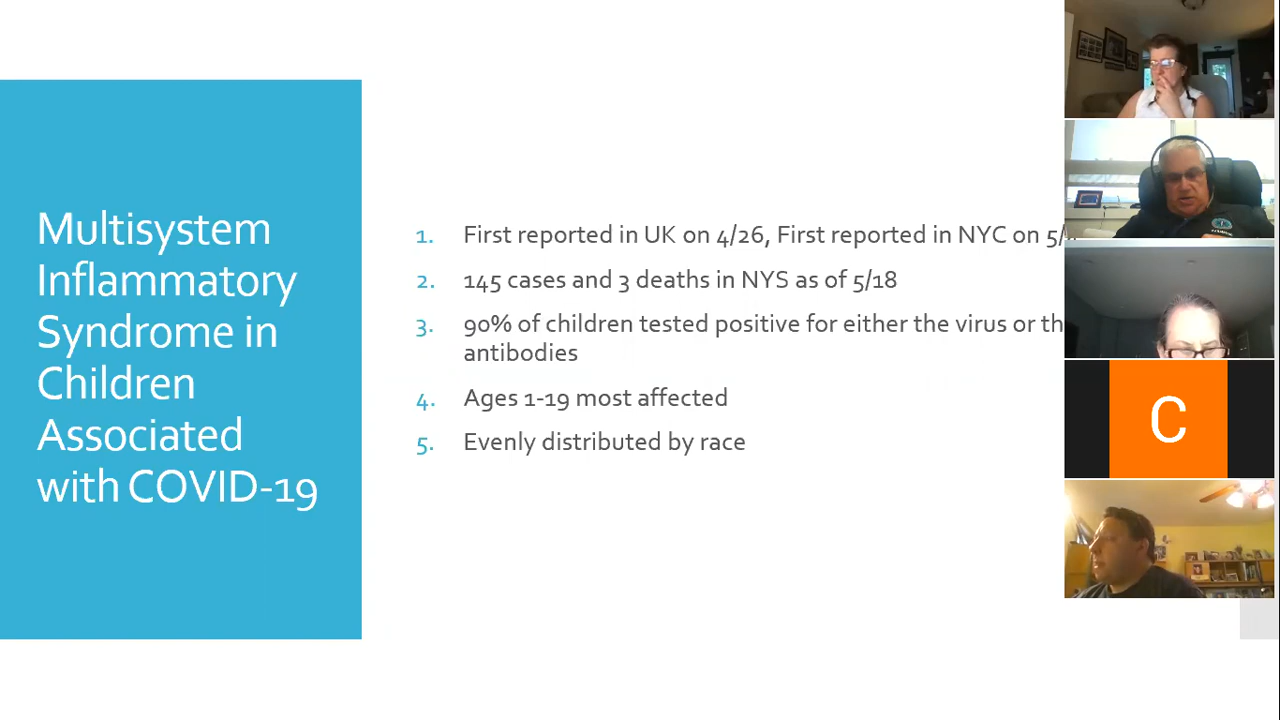 Multisystem
Inflammatory
Syndrome in
Children
Associated
with COVID-19
1. First reported in UK on 4/26, First reported in NYC on 5/
2. 145 cases and 3 deaths in NYS as of 5/18
3. 90% of children tested positive for either the virus or th
antibodies
4. Ages 1-19 most affected
5. Evenly distributed by race
C